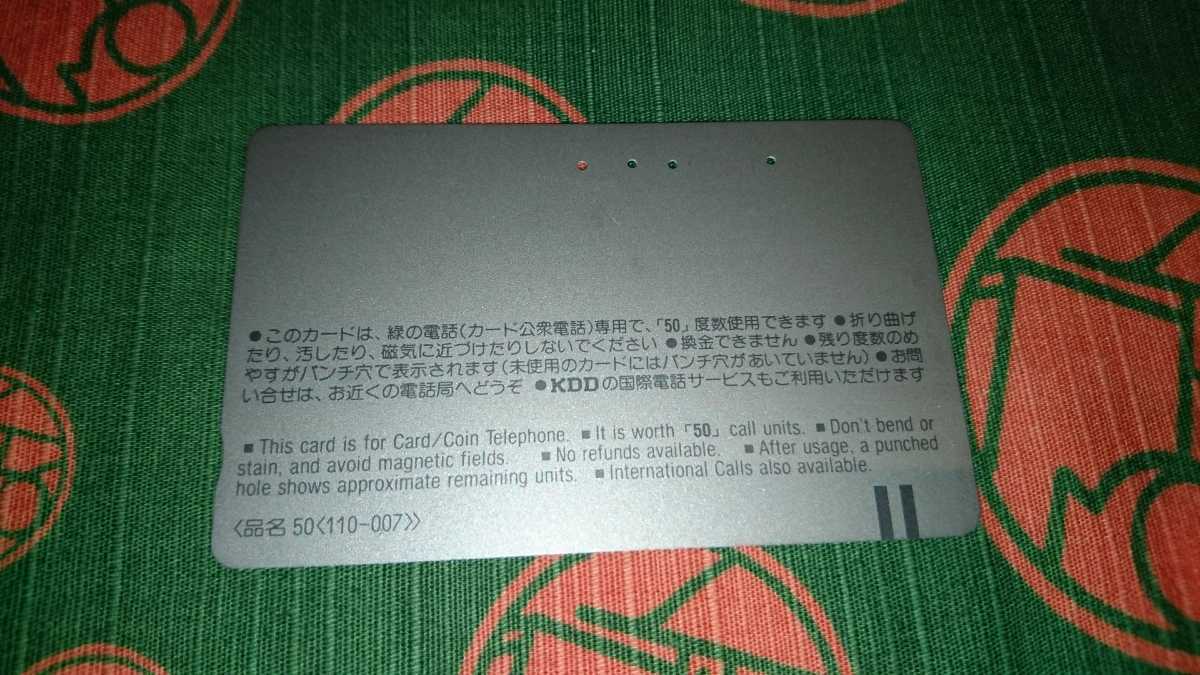 ●このカードは、緑の電話(カード公衆電話)専用で、「50」度数使用できます ●折り曲げ
たり、汚したり、磁気に近づけたりしないでください ●換金できません ●残り度数のめ
やすがパンチ穴で表示されます(未使用のカードにはパンチ穴があいていません) ●お問
い合せは、お近くの電話局へどうぞ ●KDDの国際電話サービスもご利用いただけます
■ This card is for Card/Coin Telephone. ■ It is worth「50」call units. ■ Don't bend or
stain, and avoid magnetic fields. ■ No refunds available. ■ After usage, a punched
hole shows approximate remaining units. ■ International Calls also available.
〈品名 50〈110-007〉〉